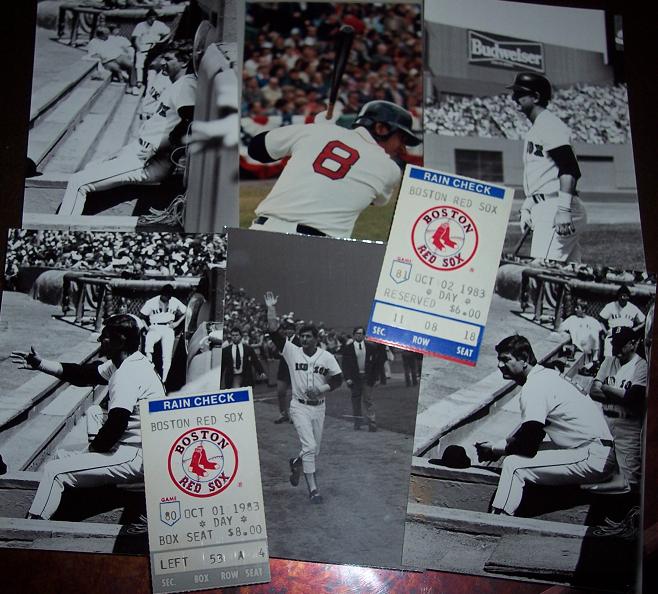 Budweiser
8
RAIN CHECK
BOSTON RED SOX
BOSTON
RED SOX
®
GAME
81 OCT 02 1983
* DAY *
RESERVED $6.00
11 08 18
SEC. ROW SEAT
RED SOX
RAIN CHECK
BOSTON RED SOX
BOSTON
RED SOX
®
GAME
80 OCT 01 1983
* DAY *
BOX SEAT $8.00
LEFT 53 A 4
SEC. BOX ROW SEAT